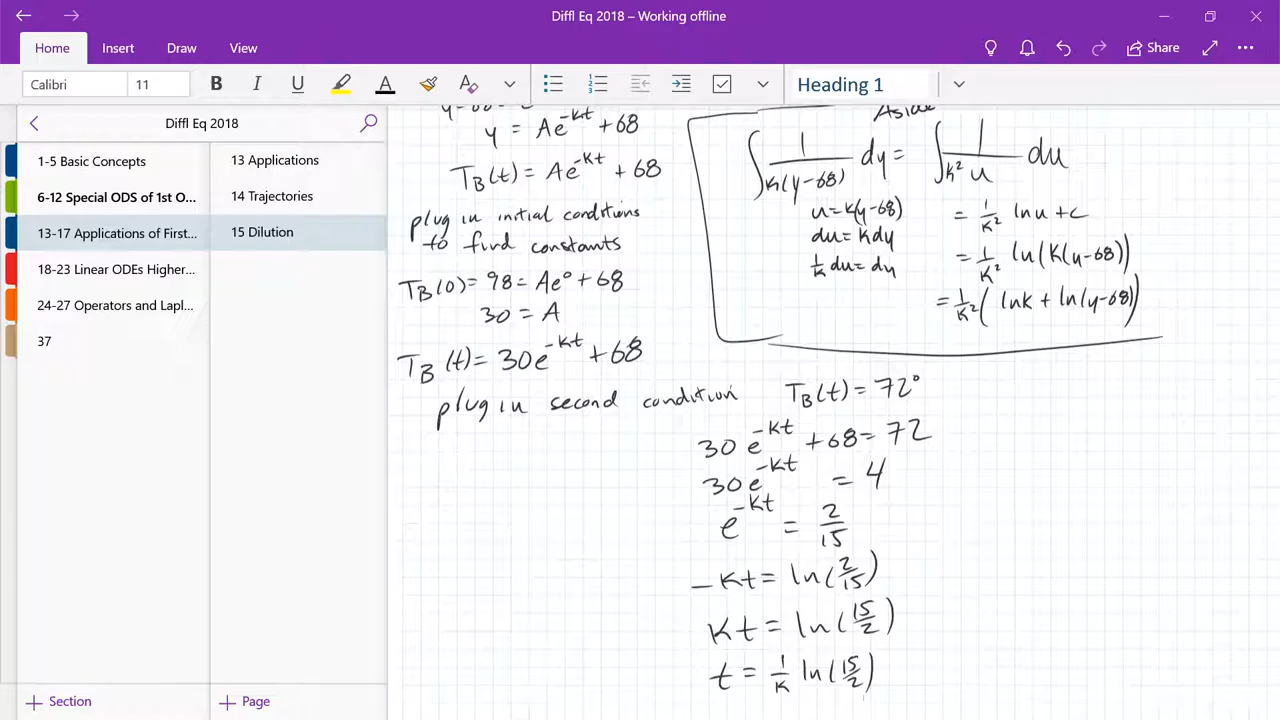 Diffl Eq 2018 – Working offline
Home Insert Draw View Share
Calibri 11 B I U A Heading 1
Diffl Eq 2018
1-5 Basic Concepts
6-12 Special ODS of 1st O...
13-17 Applications of First...
18-23 Linear ODEs Higher...
24-27 Operators and Lapl...
37
13 Applications
14 Trajectories
15 Dilution
+ Section
+ Page
y = Ae^{-kt} + 68
T_B(t) = Ae^{-kt} + 68
plug in initial conditions
to find constants
T_B(0) = 98 = Ae^0 + 68
30 = A
T_B(t) = 30e^{-kt} + 68
plug in second condition T_B(t) = 72°
30e^{-kt} + 68 = 72
30e^{-kt} = 4
e^{-kt} = 2/15
-kt = ln(2/15)
kt = ln(15/2)
t = 1/k ln(15/2)
Aside
∫ 1/(k(y-68)) dy = ∫ 1/(k² u) du
u = k(y-68)
du = kdy
1/k du = dy
= 1/k² ln u + c
= 1/k² ln(k(y-68))
= 1/k² (ln k + ln(y-68))